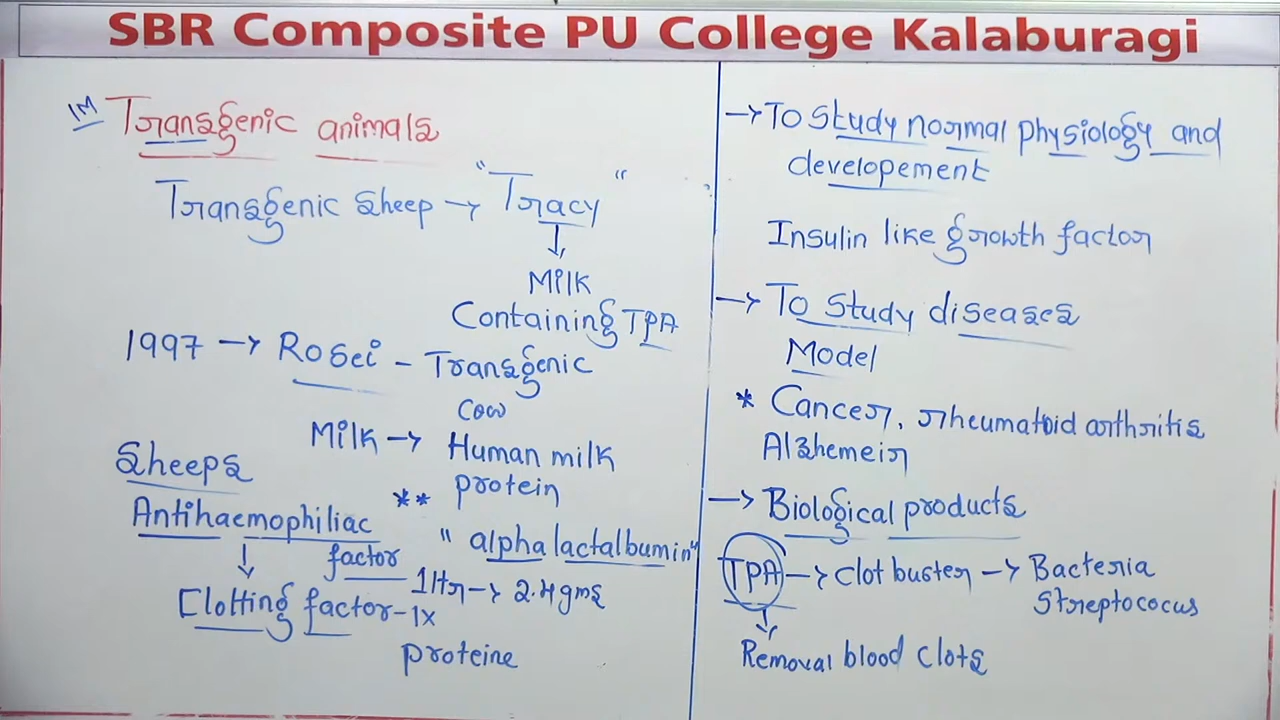 SBR Composite PU College Kalaburagi
1M Transgenic animals
Transgenic sheep → "Tracy"
↓
Milk
Containing TPA
1997 → Rosei - Transgenic
cow
Milk → Human milk
protein
Sheeps
**
Antihaemophiliac
factor
"alpha lactalbumin"
1ltr → 2.4gms
↓
Clotting factor-1x
proteine
→ To study normal physiology and
developement
Insulin like growth factor
→ To study diseases
Model
* Cancer, rheumatoid arthritis
Alzhemeir
→ Biological products
TPA → clot buster → Bacteria
streptococus
↓
Removal blood clots